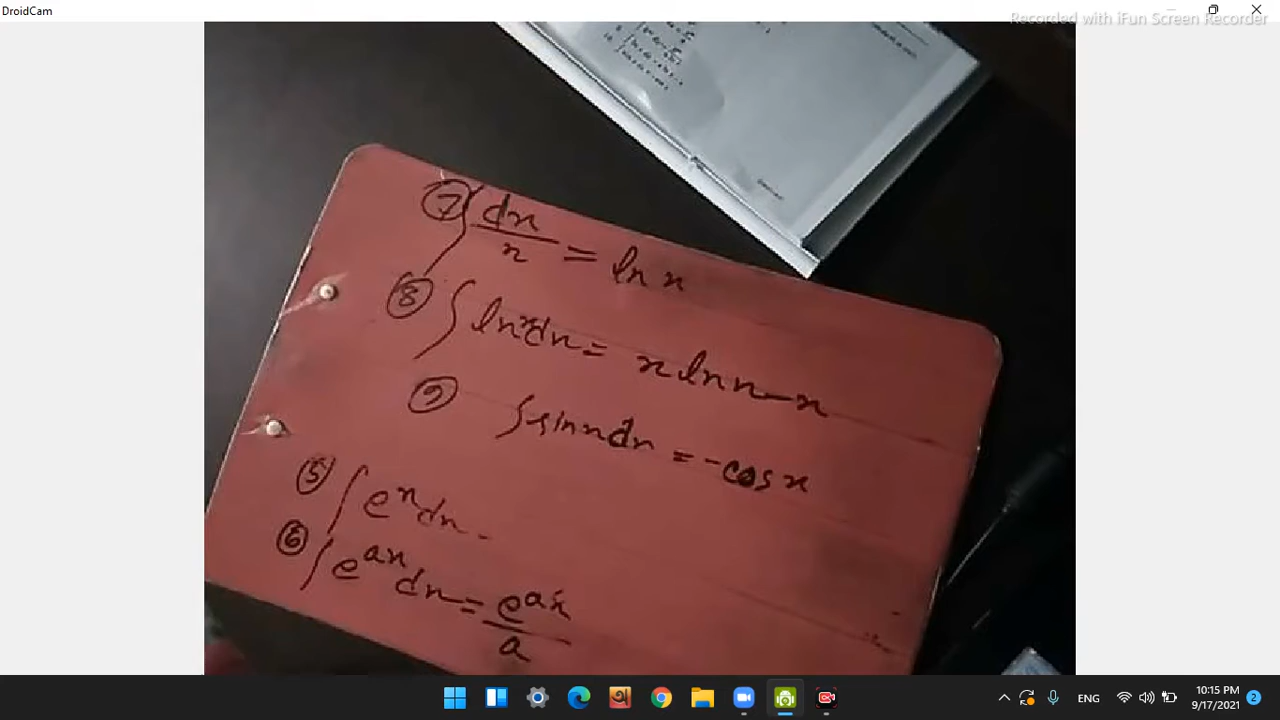 DroidCam
Recorded with iFun Screen Recorder
⑦ ∫ dx/x = ln x
⑧ ∫ ln x dx = x ln x - x
⑨ ∫ sin x dx = -cos x
⑤ ∫ e^x dx
⑥ ∫ e^{ax} dx = e^{ax}/a
ENG
10:15 PM
9/17/2021
2